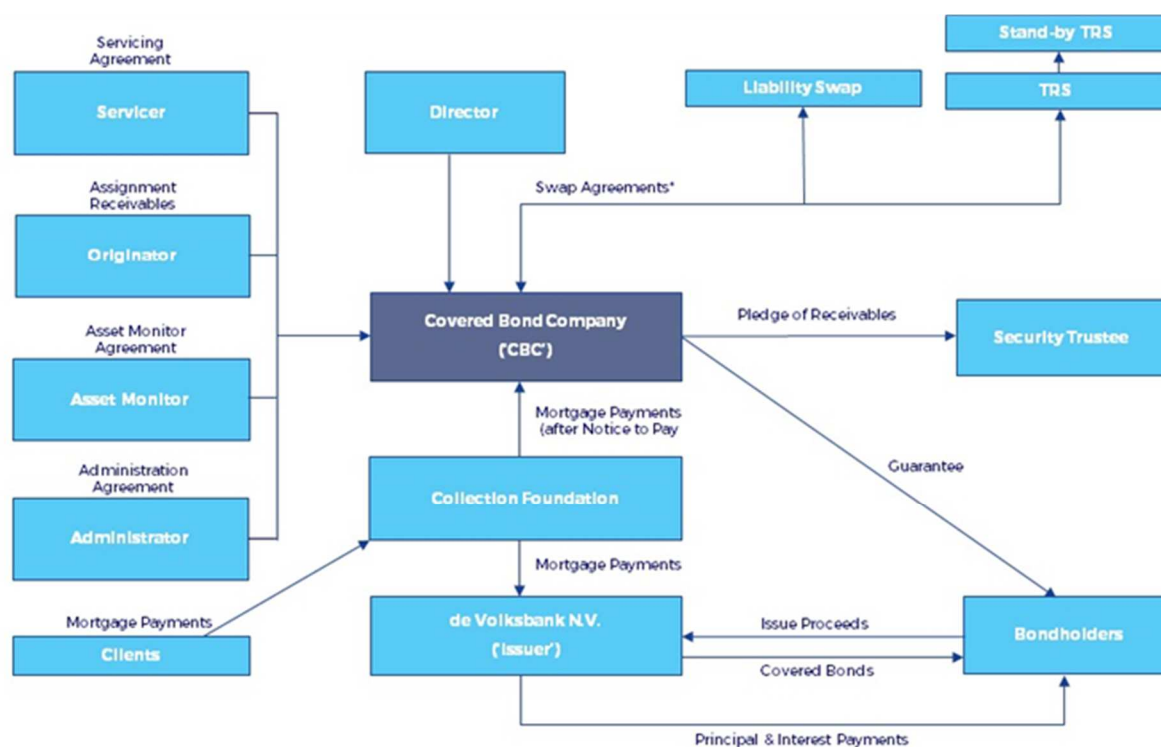 Stand-by TRS
Servicing
Agreement
Servicer
Director
Liability Swap
TRS
Swap Agreements*
Assignment
Receivables
Originator
Covered Bond Company
('CBC')
Pledge of Receivables
Security Trustee
Asset Monitor
Agreement
Asset Monitor
Mortgage Payments
(after Notice to Pay
Guarantee
Administration
Agreement
Administrator
Collection Foundation
Mortgage Payments
Mortgage Payments
Clients
de Volksbank N.V.
('Issuer')
Issue Proceeds
Covered Bonds
Bondholders
Principal & Interest Payments